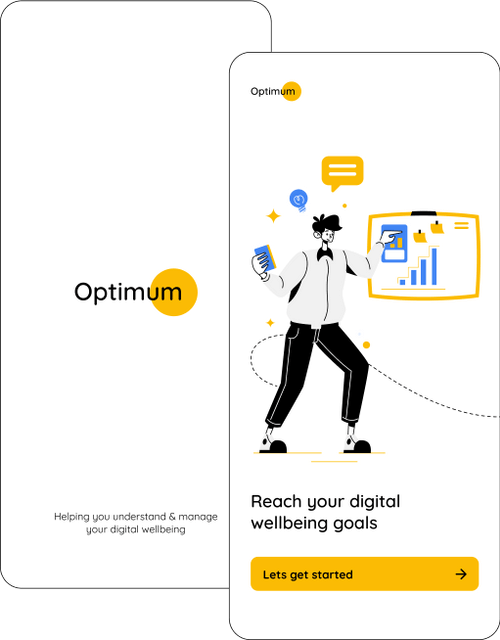 Optimum
Helping you understand & manage
your digital wellbeing
Optimum
Reach your digital
wellbeing goals
Lets get started